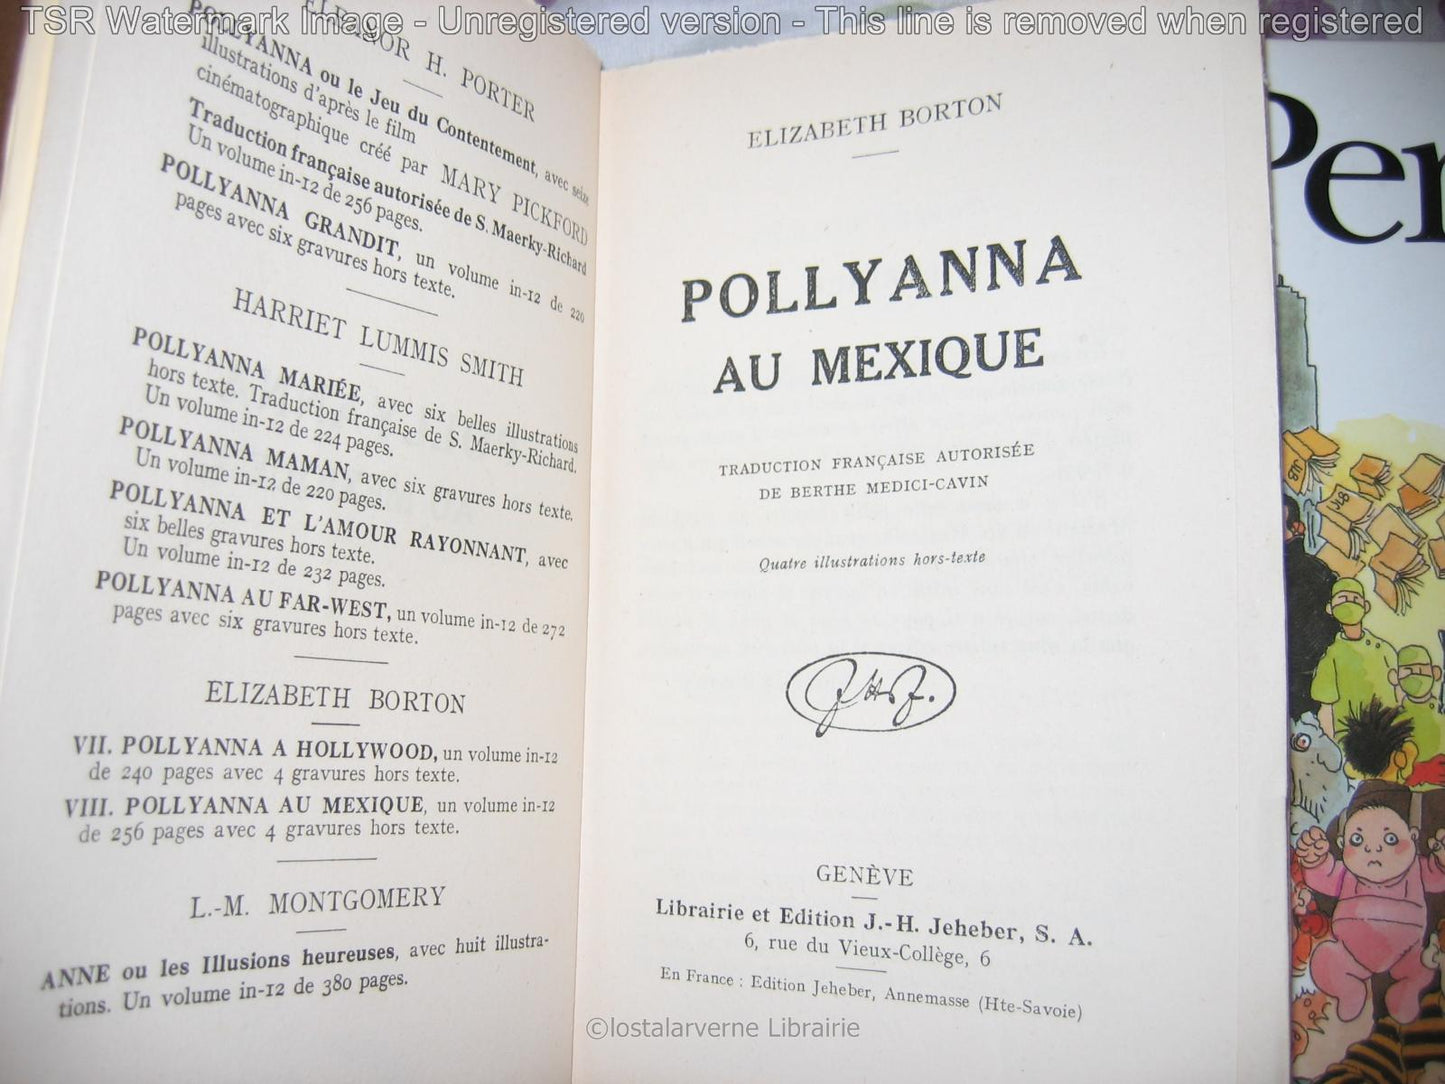 TSR Watermark Image - Unregistered version - This line is removed when registered
ELEANOR H. PORTER
POLLYANNA ou le Jeu du Contentement, avec seize
illustrations d'après le film
cinématographique créé par MARY PICKFORD
Traduction française autorisée de S. Maerky-Richard
Un volume in-12 de 256 pages.
POLLYANNA GRANDIT, un volume in-12 de 220
pages avec six gravures hors texte.
HARRIET LUMMIS SMITH
POLLYANNA MARIÉE, avec six belles illustrations
hors texte. Traduction française de S. Maerky-Richard.
Un volume in-12 de 224 pages.
POLLYANNA MAMAN, avec six gravures hors texte.
Un volume in-12 de 220 pages.
POLLYANNA ET L'AMOUR RAYONNANT, avec
six belles gravures hors texte.
Un volume in-12 de 232 pages.
POLLYANNA AU FAR-WEST, un volume in-12 de 272
pages avec six gravures hors texte.
ELIZABETH BORTON
VII. POLLYANNA A HOLLYWOOD, un volume in-12
de 240 pages avec 4 gravures hors texte.
VIII. POLLYANNA AU MEXIQUE, un volume in-12
de 256 pages avec 4 gravures hors texte.
L.-M. MONTGOMERY
ANNE ou les Illusions heureuses, avec huit illustra-
tions. Un volume in-12 de 380 pages.
ELIZABETH BORTON
POLLYANNA
AU MEXIQUE
TRADUCTION FRANÇAISE AUTORISÉE
DE BERTHE MEDICI-CAVIN
Quatre illustrations hors-texte
J.H.J.
GENÈVE
Librairie et Edition J.-H. Jeheber, S. A.
6, rue du Vieux-Collège, 6
En France : Edition Jeheber, Annemasse (Hte-Savoie)
©lostalarverne Librairie